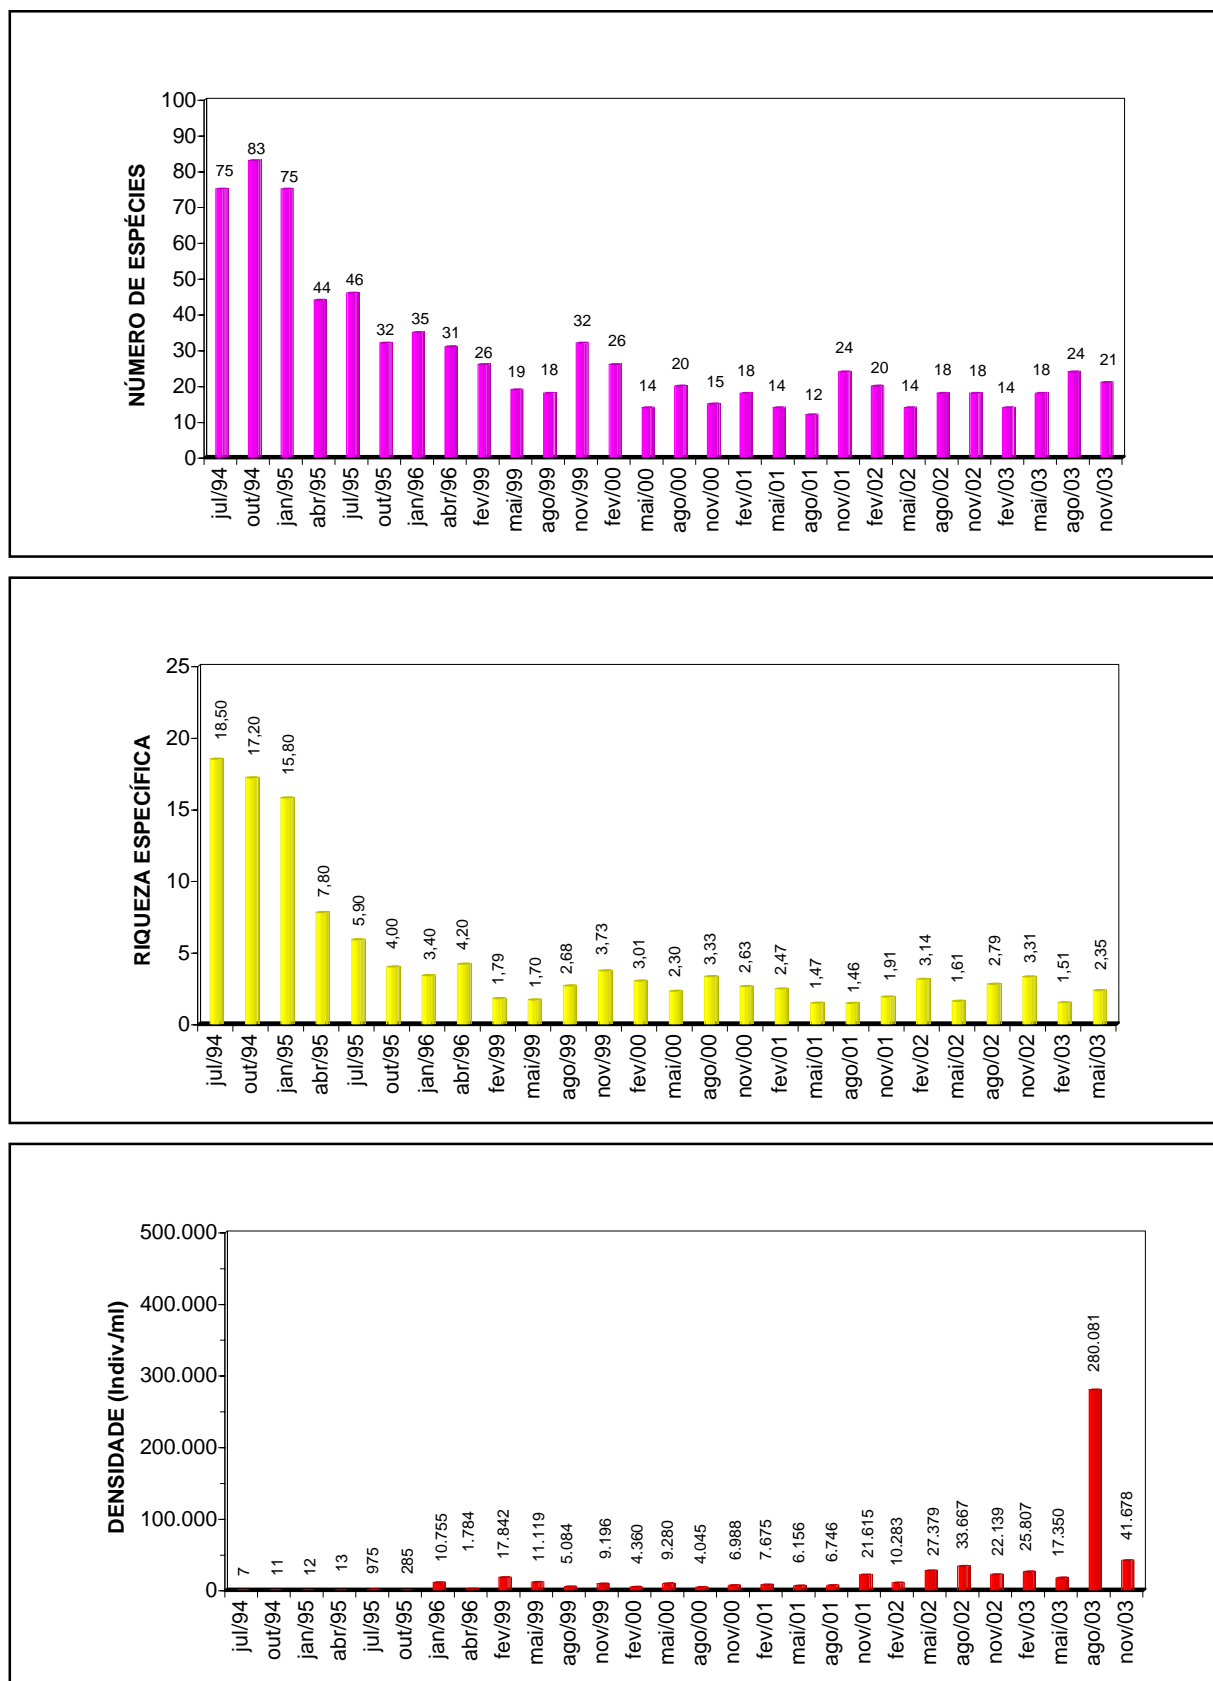 NÚMERO DE ESPÉCIES
100
90
80
70
60
50
40
30
20
10
0
75 83 75 44 46 32 35 31 26 19 18 32 26 14 20 15 18 14 12 24 20 14 18 18 14 18 24 21
jul/94 out/94 jan/95 abr/95 jul/95 out/95 jan/96 abr/96 fev/99 mai/99 ago/99 nov/99 fev/00 mai/00 ago/00 nov/00 fev/01 mai/01 ago/01 nov/01 fev/02 mai/02 ago/02 nov/02 fev/03 mai/03 ago/03 nov/03
RIQUEZA ESPECÍFICA
25
20
15
10
5
0
18,50 17,20 15,80 7,80 5,90 4,00 3,40 4,20 1,79 1,70 2,68 3,73 3,01 2,30 3,33 2,63 2,47 1,47 1,46 1,91 3,14 1,61 2,79 3,31 1,51 2,35
jul/94 out/94 jan/95 abr/95 jul/95 out/95 jan/96 abr/96 fev/99 mai/99 ago/99 nov/99 fev/00 mai/00 ago/00 nov/00 fev/01 mai/01 ago/01 nov/01 fev/02 mai/02 ago/02 nov/02 fev/03 mai/03
DENSIDADE (Indiv./ml)
500.000
400.000
300.000
200.000
100.000
0
7 11 12 13 975 285 10.755 1.784 17.842 11.119 5.084 9.196 4.360 9.280 4.045 6.988 7.675 6.156 6.746 21.615 10.283 27.379 33.667 22.139 25.807 17.350 280.081 41.678
jul/94 out/94 jan/95 abr/95 jul/95 out/95 jan/96 abr/96 fev/99 mai/99 ago/99 nov/99 fev/00 mai/00 ago/00 nov/00 fev/01 mai/01 ago/01 nov/01 fev/02 mai/02 ago/02 nov/02 fev/03 mai/03 ago/03 nov/03